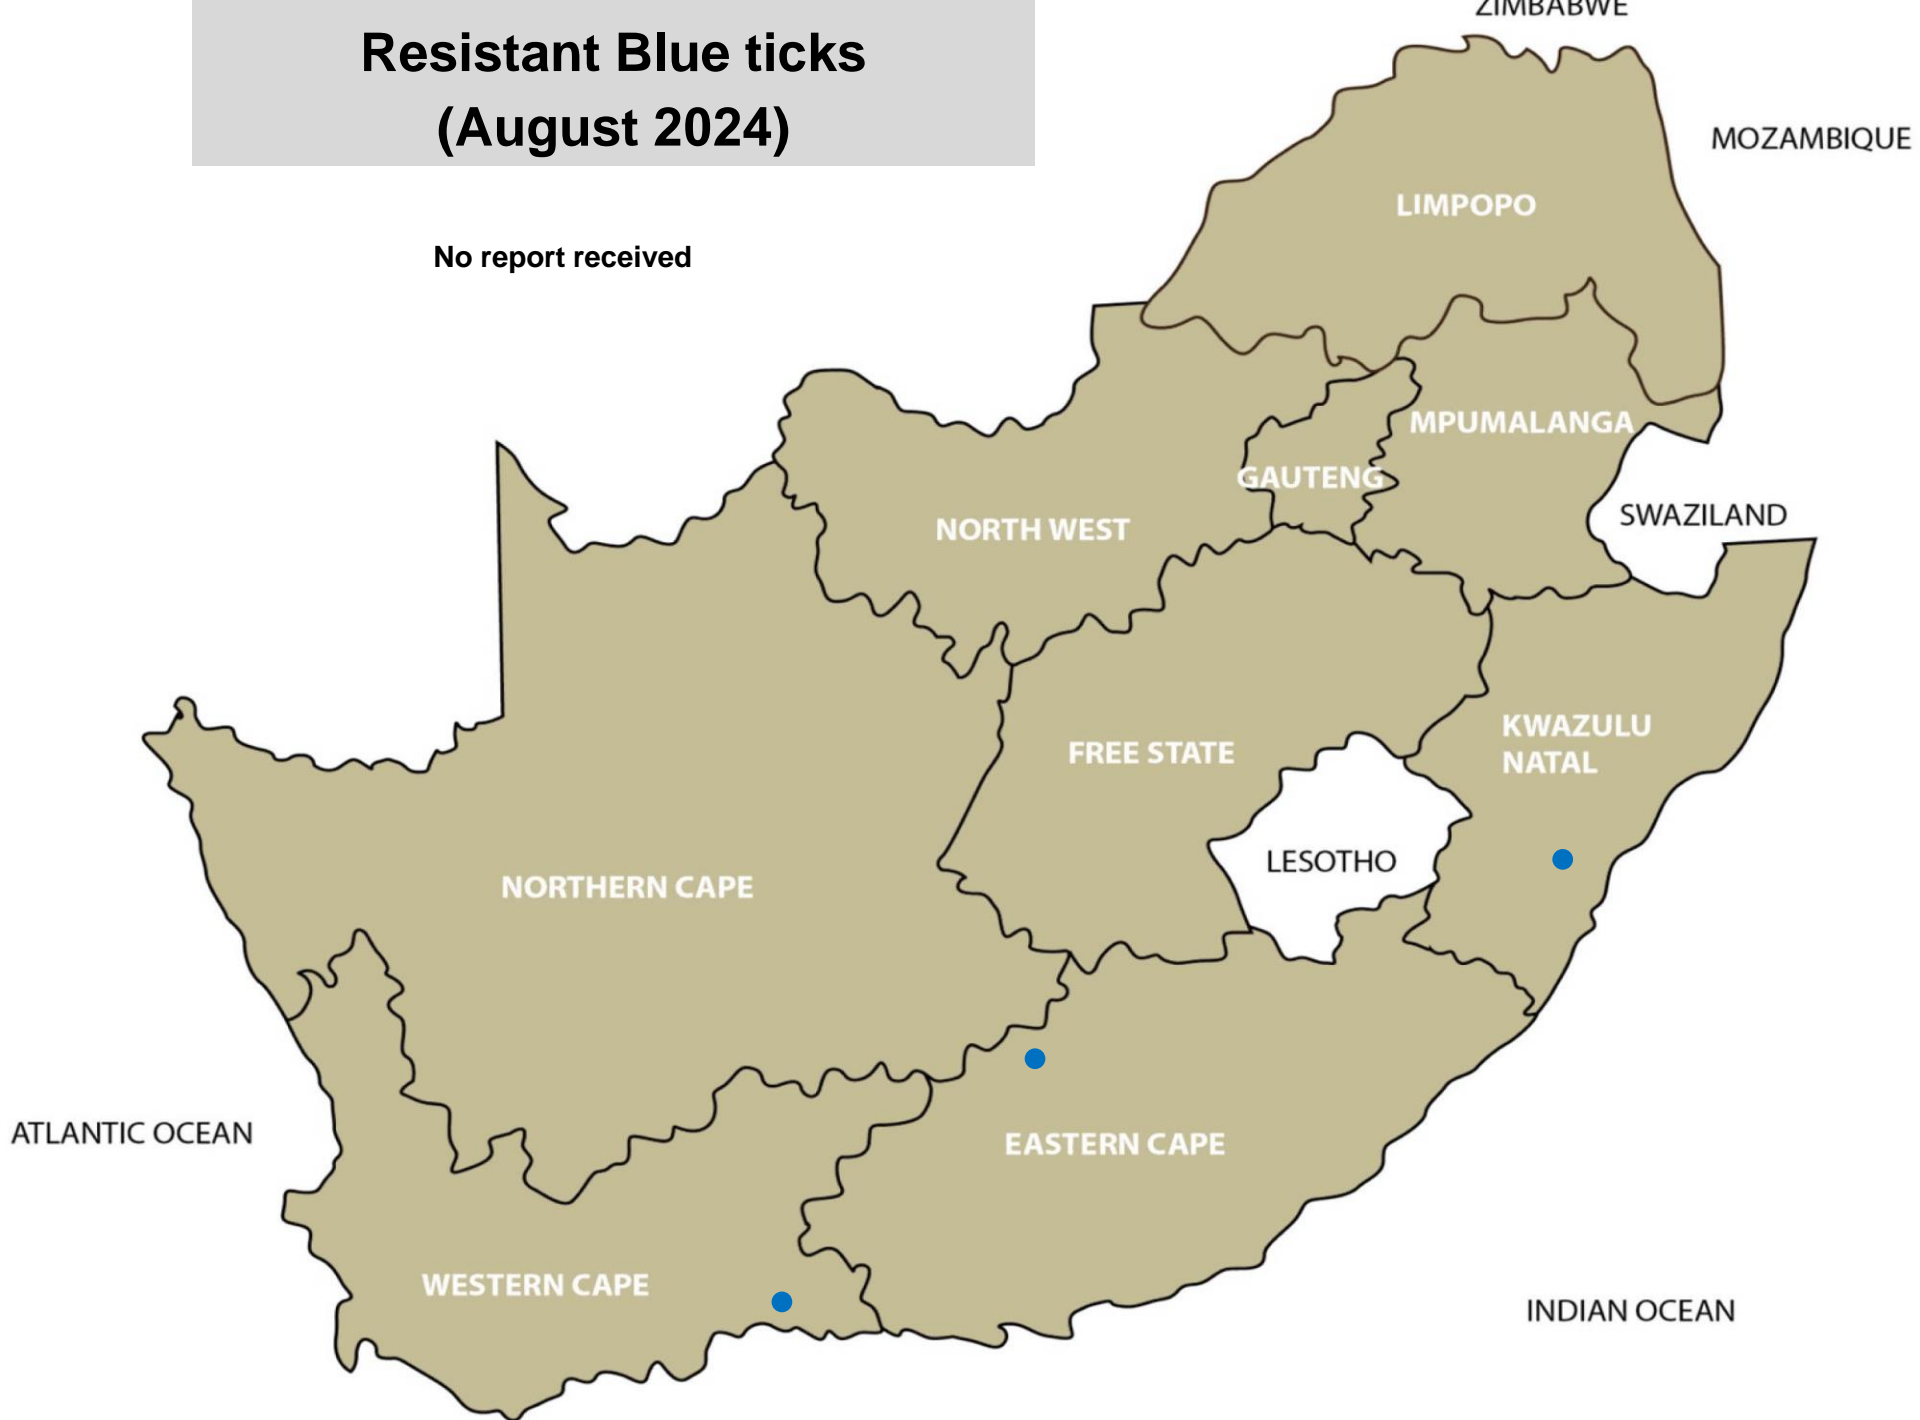 ZIMBABWE
Resistant Blue ticks
(August 2024)
MOZAMBIQUE
LIMPOPO
No report received
MPUMALANGA
GAUTENG
SWAZILAND
NORTH WEST
KWAZULU
NATAL
FREE STATE
LESOTHO
NORTHERN CAPE
ATLANTIC OCEAN
EASTERN CAPE
WESTERN CAPE
INDIAN OCEAN